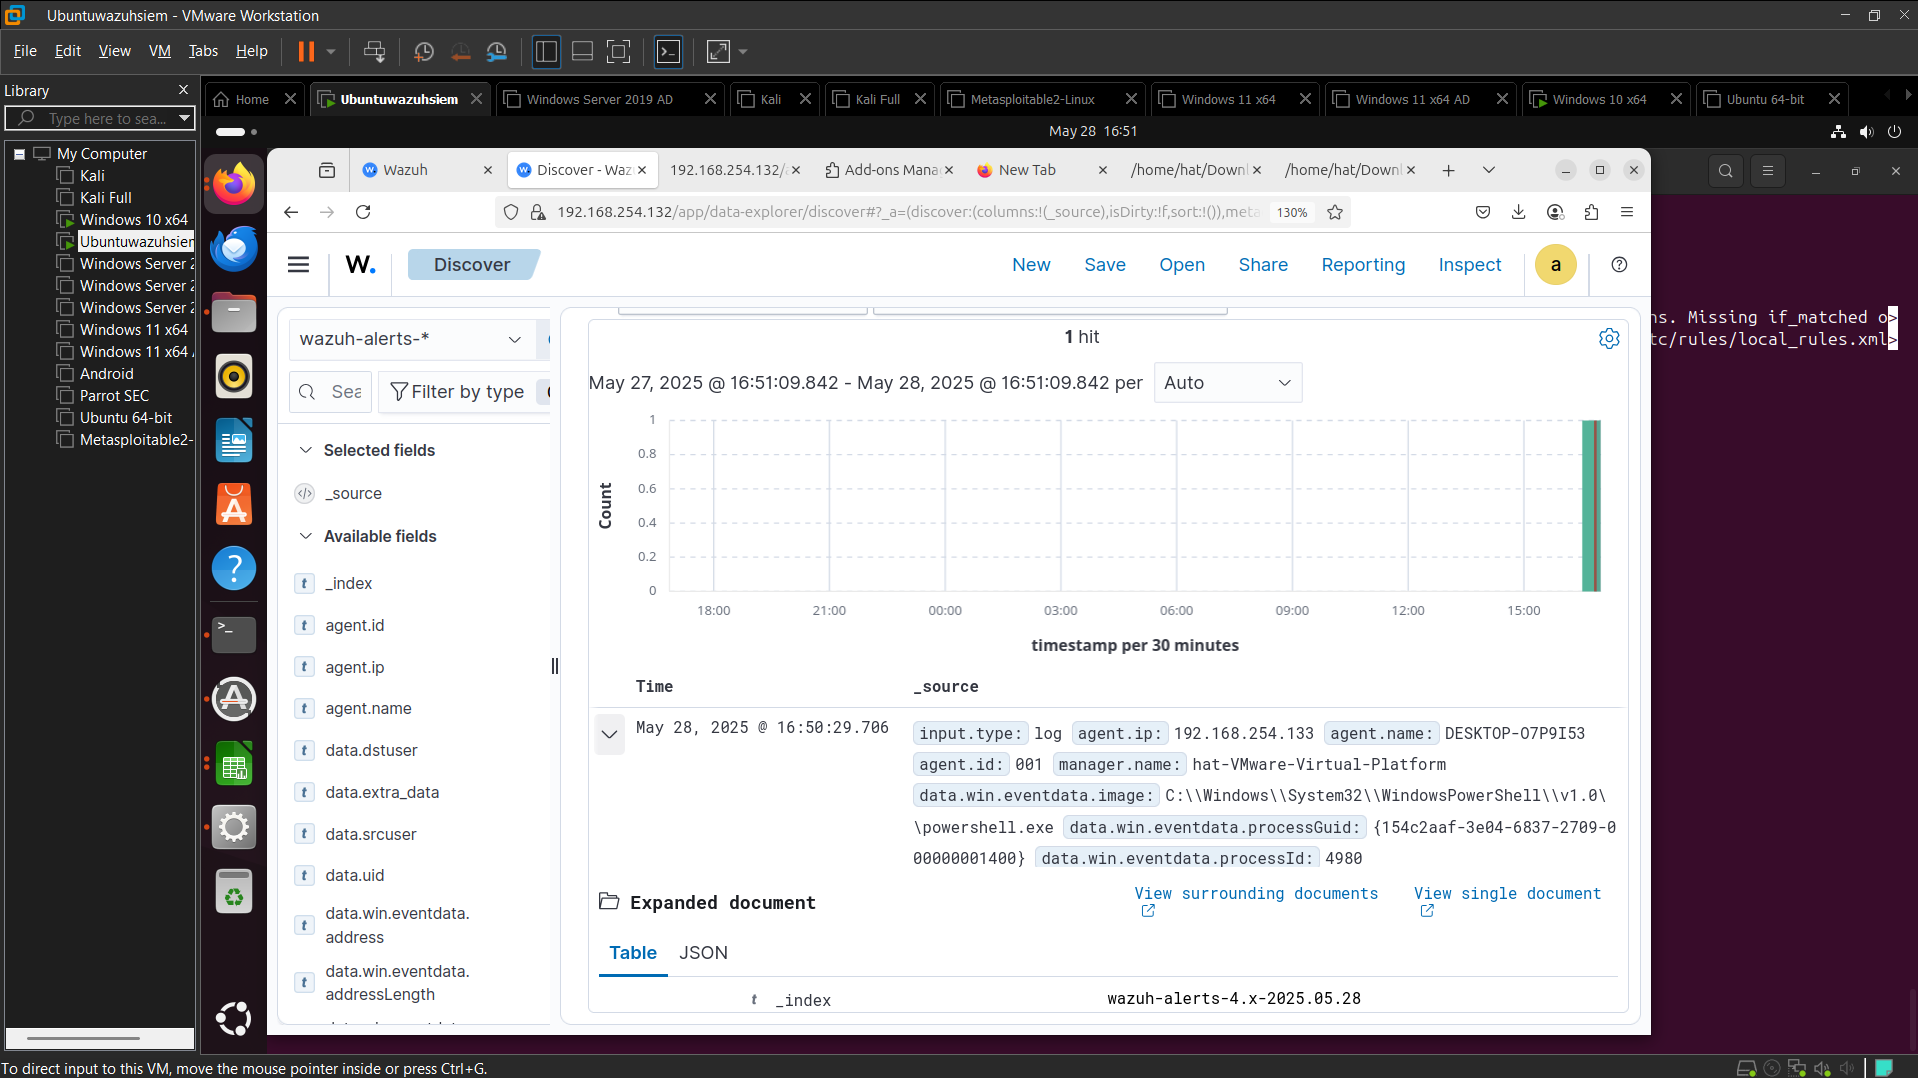 Ubuntuwazuhsiem - VMware Workstation
File Edit View VM Tabs Help
Library
Type here to sea...
Home
Ubuntuwazuhsiem
Windows Server 2019 AD
Kali
Kali Full
Metasploitable2-Linux
Windows 11 x64
Windows 11 x64 AD
Windows 10 x64
Ubuntu 64-bit
My Computer
Kali
Kali Full
Windows 10 x64
Ubuntuwazuhsien
Windows Server 2
Windows Server 2
Windows Server 2
Windows 11 x64
Windows 11 x64
Android
Parrot SEC
Ubuntu 64-bit
Metasploitable2-
May 28 16:51
Wazuh
Discover - Waz
192.168.254.132/
Add-ons Mana
New Tab
/home/hat/Downl
/home/hat/Downl
192.168.254.132/app/data-explorer/discover#?_a=(discover:(columns:!(_source),isDirty:!f,sort:!()),meta
130%
W.
Discover
New Save Open Share Reporting Inspect
a
ns. Missing if_matched o>
tc/rules/local_rules.xml>
wazuh-alerts-*
Sea
Filter by type
Selected fields
_source
Available fields
t _index
t agent.id
t agent.ip
t agent.name
t data.dstuser
t data.extra_data
t data.srcuser
t data.uid
t data.win.eventdata.
address
t data.win.eventdata.
addressLength
1 hit
May 27, 2025 @ 16:51:09.842 - May 28, 2025 @ 16:51:09.842 per
Auto
Count
1
0.8
0.6
0.4
0.2
0
18:00 21:00 00:00 03:00 06:00 09:00 12:00 15:00
timestamp per 30 minutes
Time _source
May 28, 2025 @ 16:50:29.706
input.type: log agent.ip: 192.168.254.133 agent.name: DESKTOP-O7P9I53
agent.id: 001 manager.name: hat-VMware-Virtual-Platform
data.win.eventdata.image: C:\\Windows\\System32\\WindowsPowerShell\\v1.0\
\powershell.exe data.win.eventdata.processGuid: {154c2aaf-3e04-6837-2709-0
00000001400} data.win.eventdata.processId: 4980
Expanded document
View surrounding documents
View single document
Table JSON
t _index wazuh-alerts-4.x-2025.05.28
To direct input to this VM, move the mouse pointer inside or press Ctrl+G.